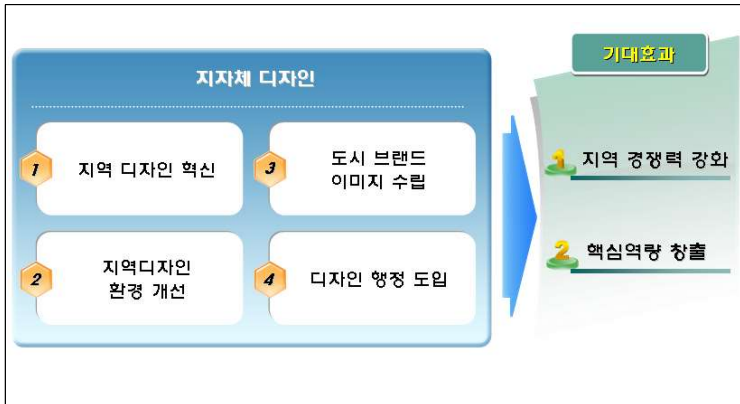 지자체 디자인
1
지역 디자인 혁신
2
지역디자인
환경 개선
3
도시 브랜드
이미지 수립
4
디자인 행정 도입
기대효과
1 지역 경쟁력 강화
2 핵심역량 창출